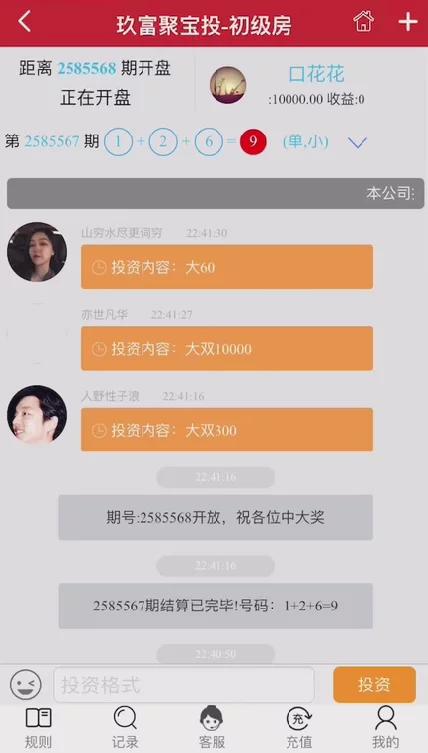 玖富聚宝投-初级房
距离 2585568 期开盘
正在开盘
口花花
:10000.00 收益:0
第 2585567 期 1 + 2 + 6 = 9 (单,小)
本公司:
山穷水尽更词穷 22:41:30
投资内容: 大60
亦世凡华 22:41:27
投资内容: 大双10000
人野性子浪 22:41:16
投资内容: 大双300
22:41:16
期号:2585568开放，祝各位中大奖
22:41:16
2585567期结算已完毕!号码: 1+2+6=9
22:40:50
投资格式
投资
充
规则 记录 客服 充值 我的